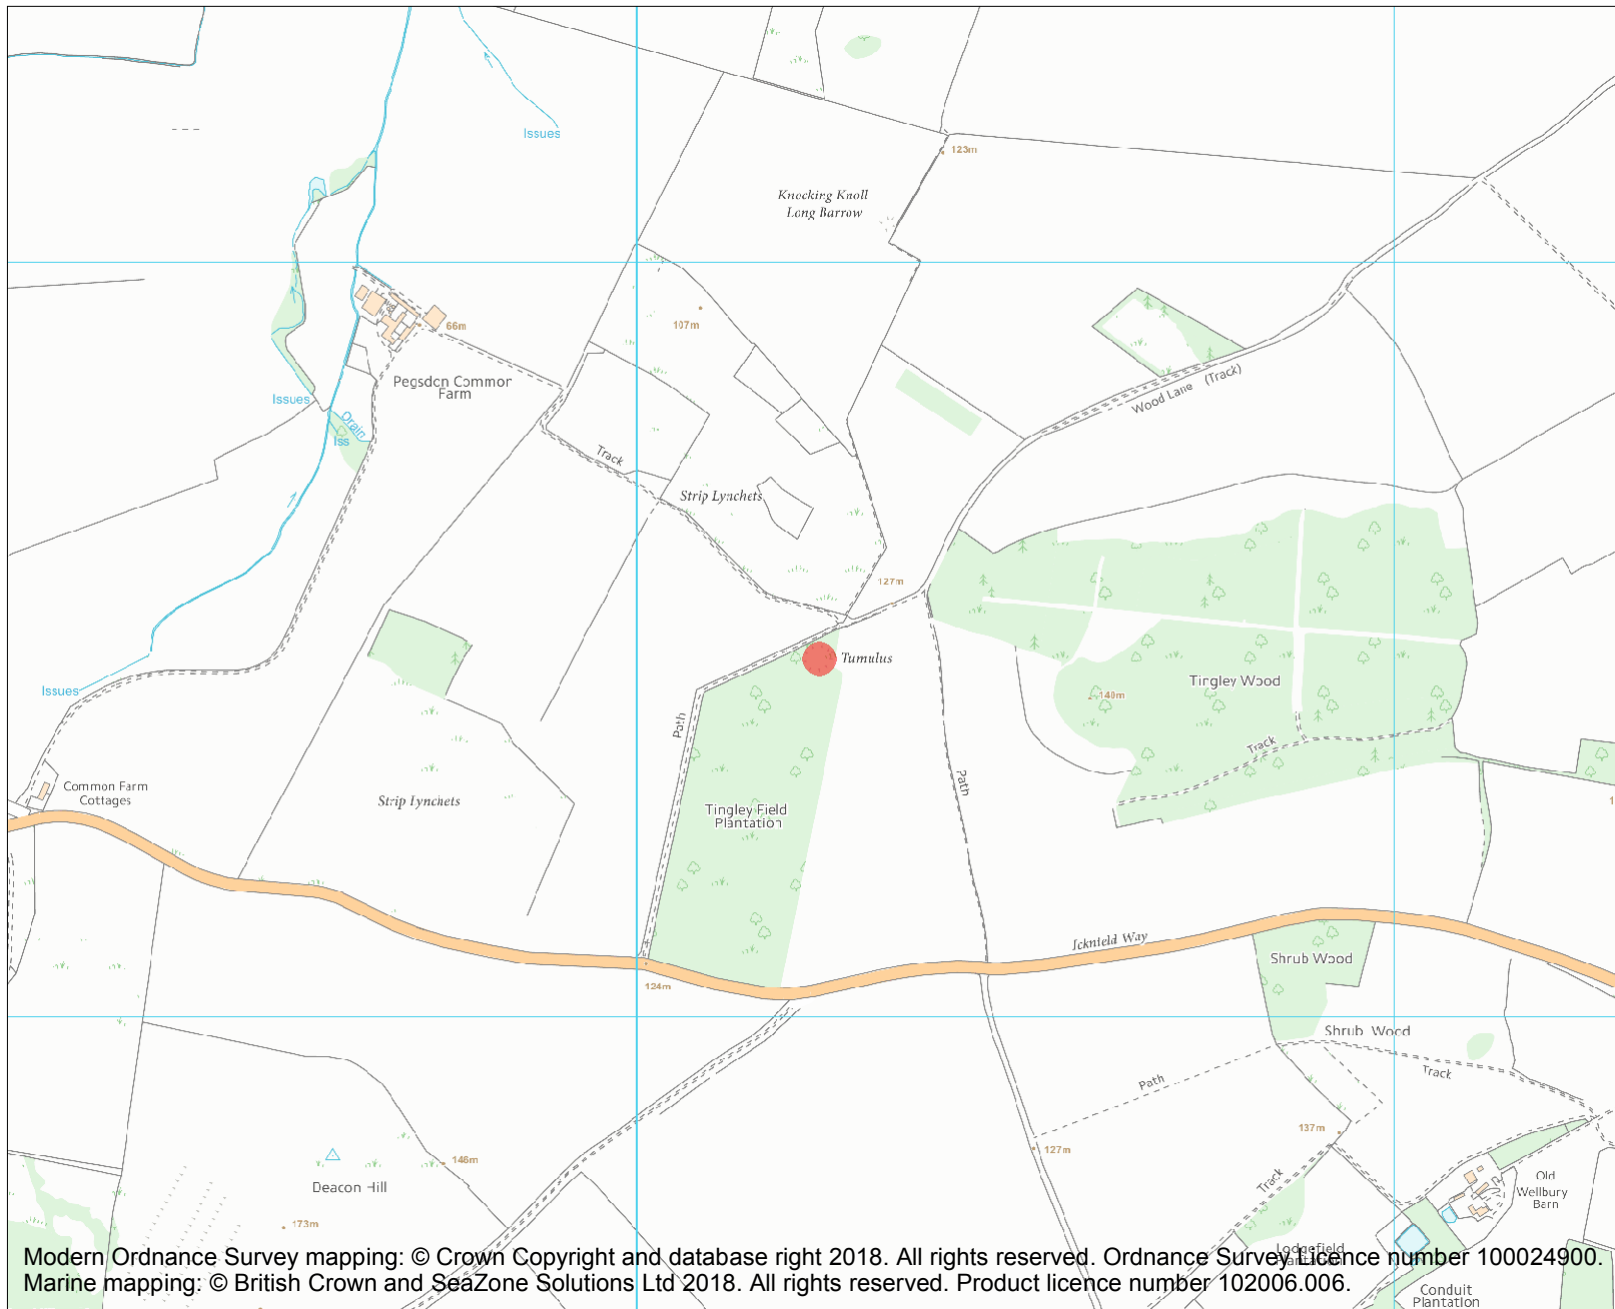 Issues
123m
Knocking Knoll
Long Barrow
66m
107m
Pegsdon Common
Farm
Issues
Drain
Iss
Wood Lane (Track)
Track
Strip Lynchets
127m
Tumulus
Issues
Path
Tingley Wood
140m
Track
Path
Common Farm
Cottages
Strip Lynchets
Tingley Field
Plantation
Icknield Way
Shrub Wood
124m
Shrub Wood
Track
Path
137m
127m
146m
Deacon Hill
Track
Old
Wellbury
Barn
173m
Lodgefield
Plantation
Modern Ordnance Survey mapping: © Crown Copyright and database right 2018. All rights reserved. Ordnance Survey Licence number 100024900.
Marine mapping: © British Crown and SeaZone Solutions Ltd 2018. All rights reserved. Product licence number 102006.006.
Conduit
Plantation